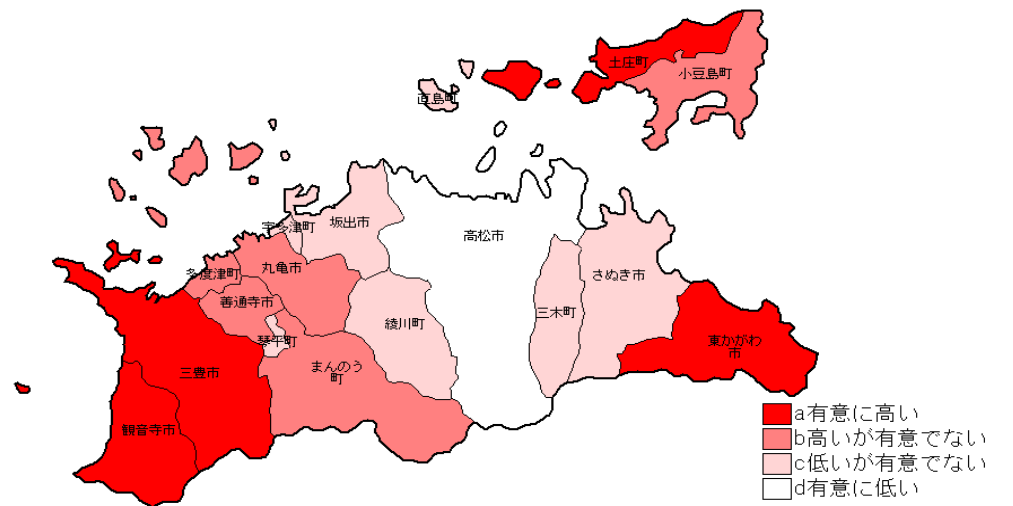 土庄町
小豆島町
直島町
宇多津町
坂出市
高松市
多度津町
丸亀市
さぬき市
善通寺市
綾川町
三木町
琴平町
東かがわ
市
まんのう
町
三豊市
観音寺市
a有意に高い
b高いが有意でない
c低いが有意でない
d有意に低い